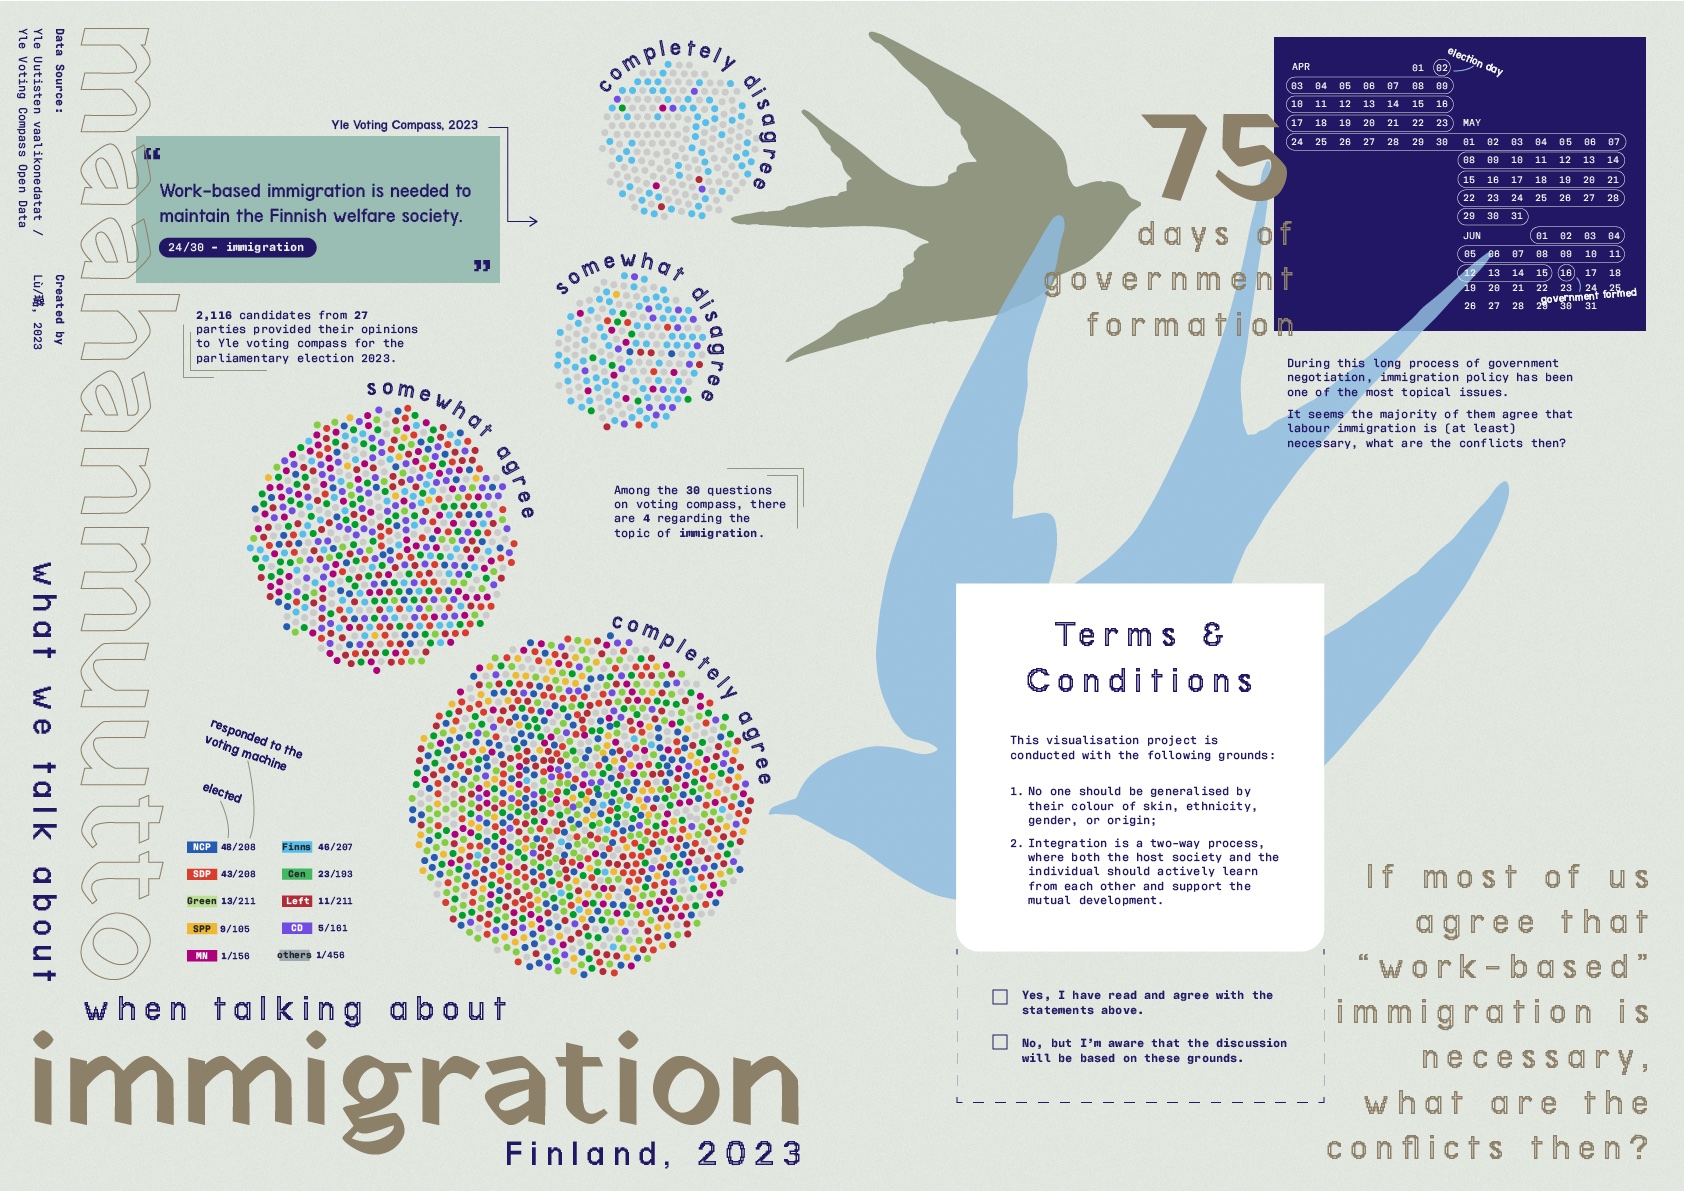 Data Source:
Yle Uutisten vaalikonedatat /
Yle Voting Compass Open Data
Created by
Lù/璐, 2023
maahanmuutto
what we talk about
when talking about
immigration
Finland, 2023
Yle Voting Compass, 2023
“
Work-based immigration is needed to
maintain the Finnish welfare society.
24/30 - immigration
”
2,116 candidates from 27
parties provided their opinions
to Yle voting compass for the
parliamentary election 2023.
completely disagree
somewhat disagree
somewhat agree
completely agree
Among the 30 questions
on voting compass, there
are 4 regarding the
topic of immigration.
responded to the
voting machine
elected
NCP 48/208 Finns 46/207
SDP 43/208 Cen 23/193
Green 13/211 Left 11/211
SPP 9/105 CD 5/161
MN 1/156 others 1/456
75
days of
government
formation
election day
APR 01 02
03 04 05 06 07 08 09
10 11 12 13 14 15 16
17 18 19 20 21 22 23
24 25 26 27 28 29 30
MAY
01 02 03 04 05 06 07
08 09 10 11 12 13 14
15 16 17 18 19 20 21
22 23 24 25 26 27 28
29 30 31
JUN 01 02 03 04
05 06 07 08 09 10 11
12 13 14 15 16 17 18
19 20 21 22 23 24 25
government formed
26 27 28 29 30 31
During this long process of government
negotiation, immigration policy has been
one of the most topical issues.
It seems the majority of them agree that
labour immigration is (at least)
necessary, what are the conflicts then?
Terms &
Conditions
This visualisation project is
conducted with the following grounds:
1. No one should be generalised by
their colour of skin, ethnicity,
gender, or origin;
2. Integration is a two-way process,
where both the host society and the
individual should actively learn
from each other and support the
mutual development.
Yes, I have read and agree with the
statements above.
No, but I'm aware that the discussion
will be based on these grounds.
If most of us
agree that
“work-based”
immigration is
necessary,
what are the
conflicts then?